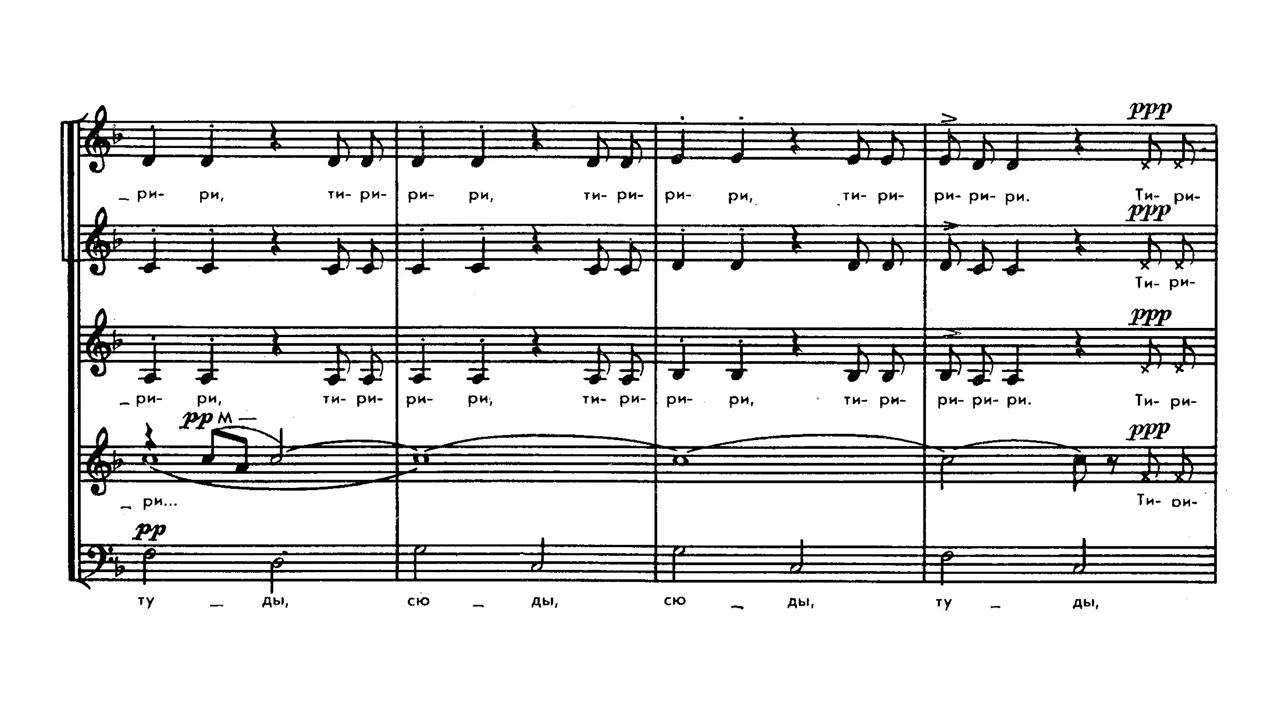 ppp
_ ри- ри, ти- ри- ри- ри, ти- ри- ри- ри, ти- ри- ри- ри- ри. Ти- ри-
ppp
Ти- ри-
ppp
_ ри- ри, ти- ри- ри- ри, ти- ри- ри- ри, ти- ри- ри- ри- ри. Ти- ри-
pp м —
ppp
_ ри... Ти- ри-
pp
ту _ ды, сю _ ды, сю _ ды, ту _ ды,